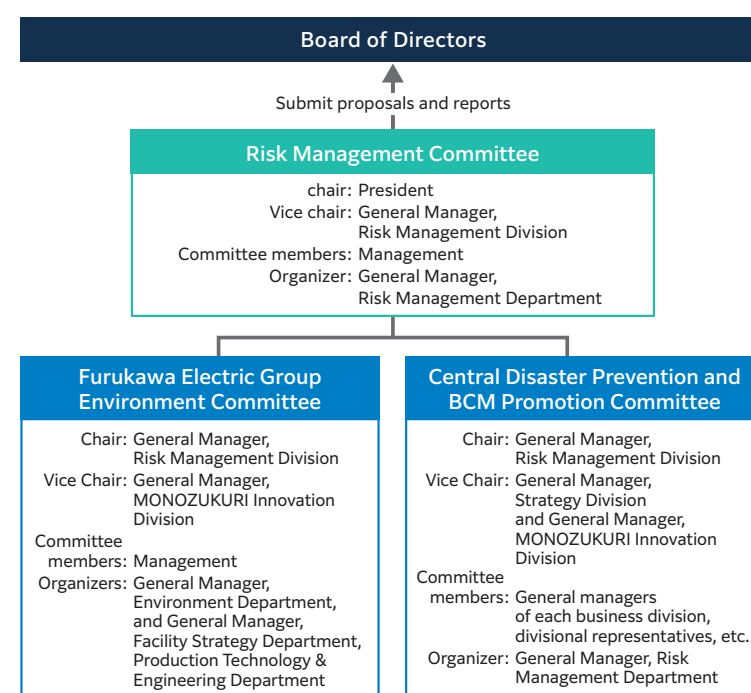 Board of Directors
Submit proposals and reports
Risk Management Committee
chair: President
Vice chair: General Manager,
Risk Management Division
Committee members: Management
Organizer: General Manager,
Risk Management Department
Furukawa Electric Group
Environment Committee
Chair: General Manager,
Risk Management Division
Vice Chair: General Manager,
MONOZUKURI Innovation
Division
Committee
members: Management
Organizers: General Manager,
Environment Department,
and General Manager,
Facility Strategy Department,
Production Technology &
Engineering Department
Central Disaster Prevention and
BCM Promotion Committee
Chair: General Manager,
Risk Management Division
Vice Chair: General Manager,
Strategy Division
and General Manager,
MONOZUKURI Innovation
Division
Committee
members: General managers
of each business division,
divisional representatives, etc.
Organizer: General Manager, Risk
Management Department